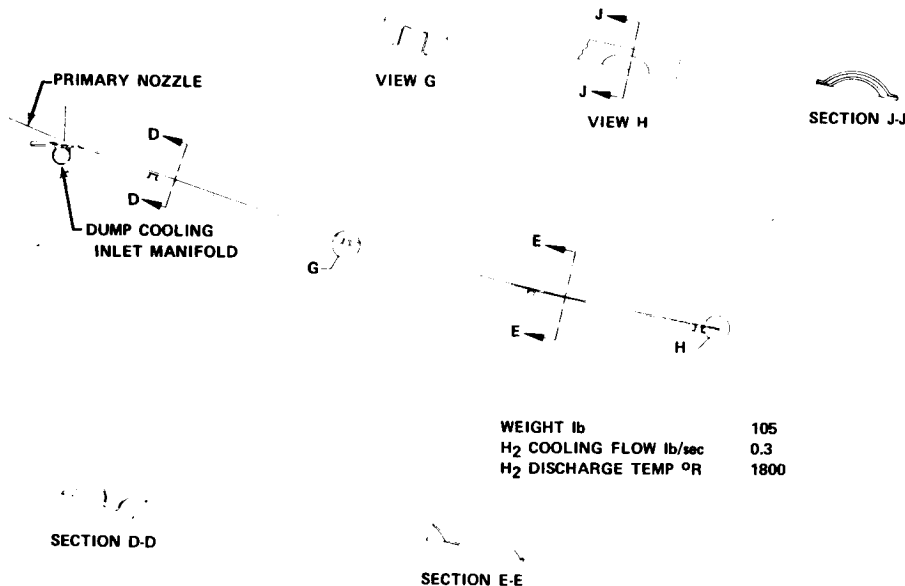 J
VIEW G
J
VIEW H
SECTION J-J
PRIMARY NOZZLE
D
D
DUMP COOLING
INLET MANIFOLD
G
E
E
H
WEIGHT lb 105
H₂ COOLING FLOW lb/sec 0.3
H₂ DISCHARGE TEMP °R 1800
SECTION D-D
SECTION E-E